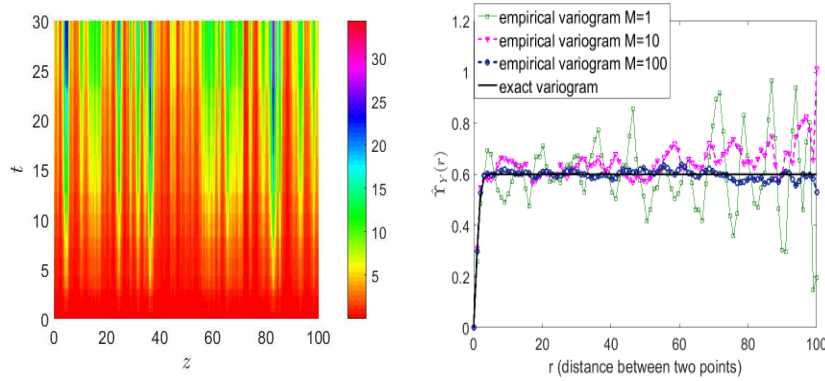 30
25
20
15
10
5
0
t
0 20 40 60 80 100
z
30
25
20
15
10
5
empirical variogram M=1
empirical variogram M=10
empirical variogram M=100
exact variogram
1.2
1
0.8
0.6
0.4
0.2
0
Υ̂_Y(r)
0 20 40 60 80 100
r (distance between two points)